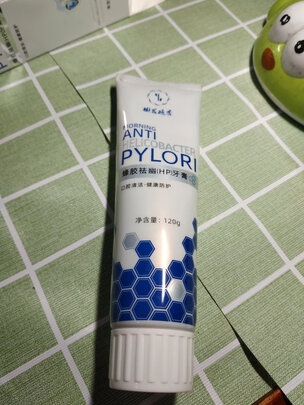 MORNING
ANTI
HELICOBACTER
PYLORI
蜂胶祛幽(HP)牙膏
口腔清洁·健康防护
净含量：120g